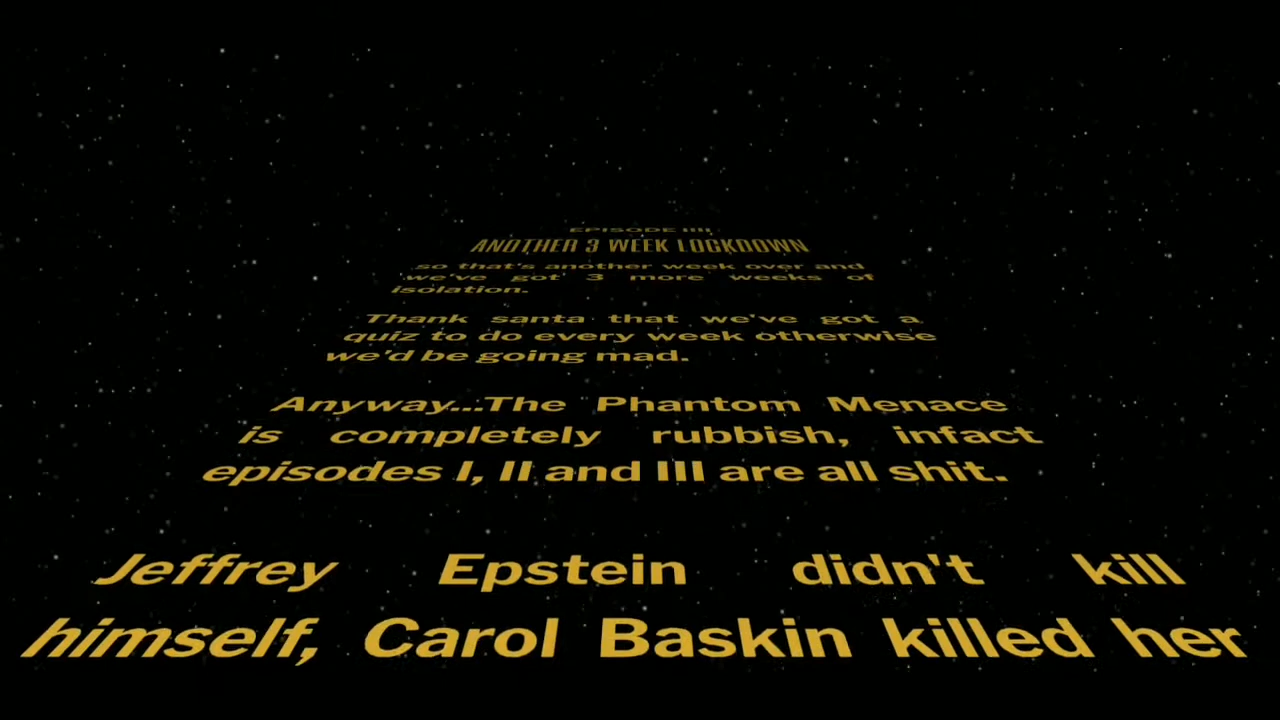 EPISODE IIII
ANOTHER 3 WEEK LOCKDOWN
so that's another week over and
we've got 3 more weeks of
isolation.
Thank santa that we've got a
quiz to do every week otherwise
we'd be going mad.
Anyway...The Phantom Menace
is completely rubbish, infact
episodes I, II and III are all shit.
Jeffrey Epstein didn't kill
himself, Carol Baskin killed her